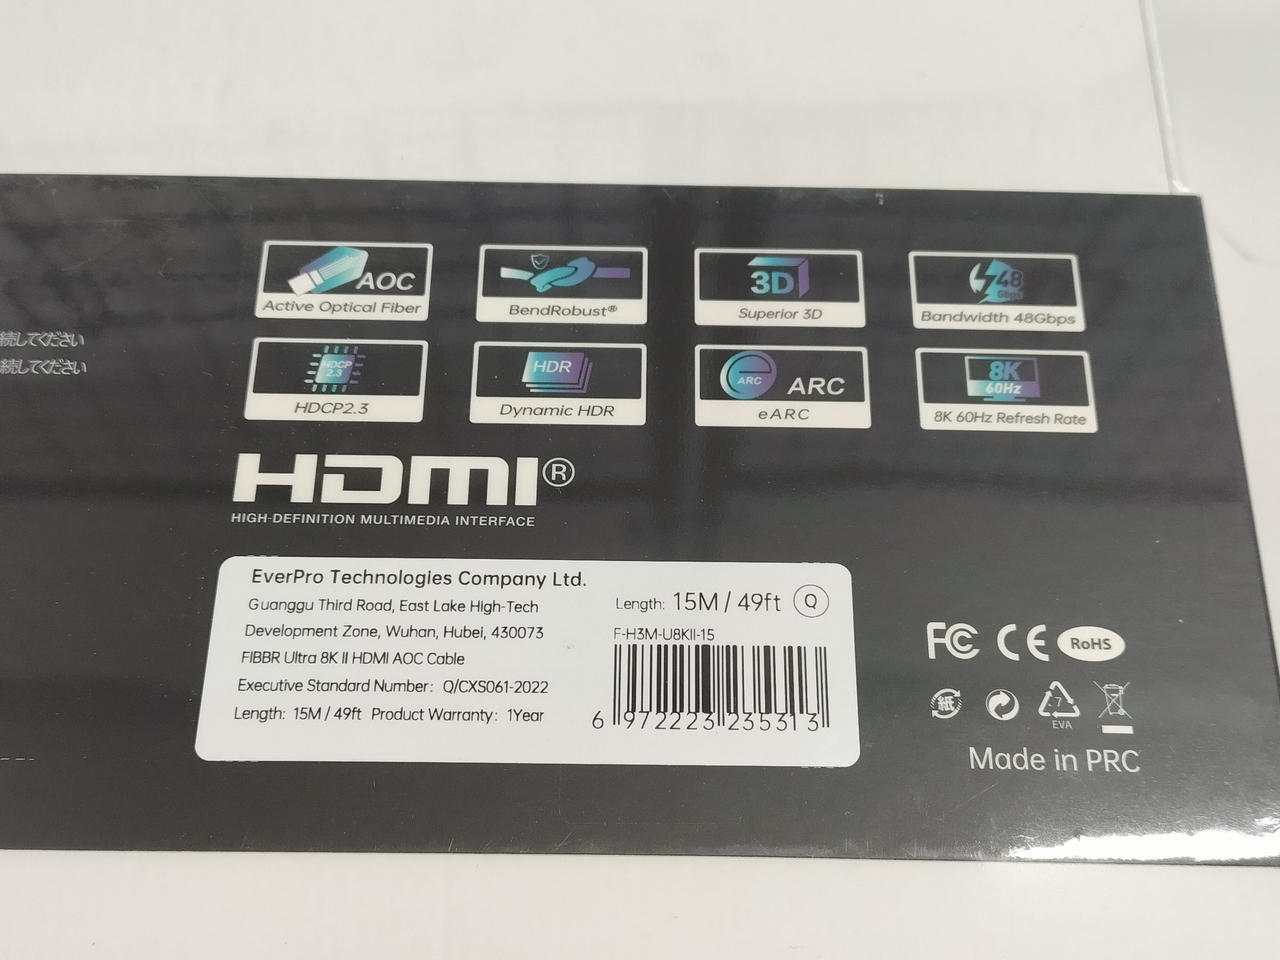 続してください
続してください
AOC
Active Optical Fiber
BendRobust®
3D
Superior 3D
48
Gbps
Bandwidth 48Gbps
HDCP
2.3
HDCP2.3
HDR
Dynamic HDR
e
ARC
ARC
eARC
8K
60Hz
8K 60Hz Refresh Rate
HDMI®
HIGH-DEFINITION MULTIMEDIA INTERFACE
EverPro Technologies Company Ltd.
Guanggu Third Road, East Lake High-Tech
Development Zone, Wuhan, Hubei, 430073
FIBBR Ultra 8K II HDMI AOC Cable
Executive Standard Number: Q/CXS061-2022
Length: 15M / 49ft Product Warranty: 1Year
Length: 15M / 49ft Q
F-H3M-U8KII-15
6 972223 235313
FC CE RoHS
紙
7
EVA
Made in PRC